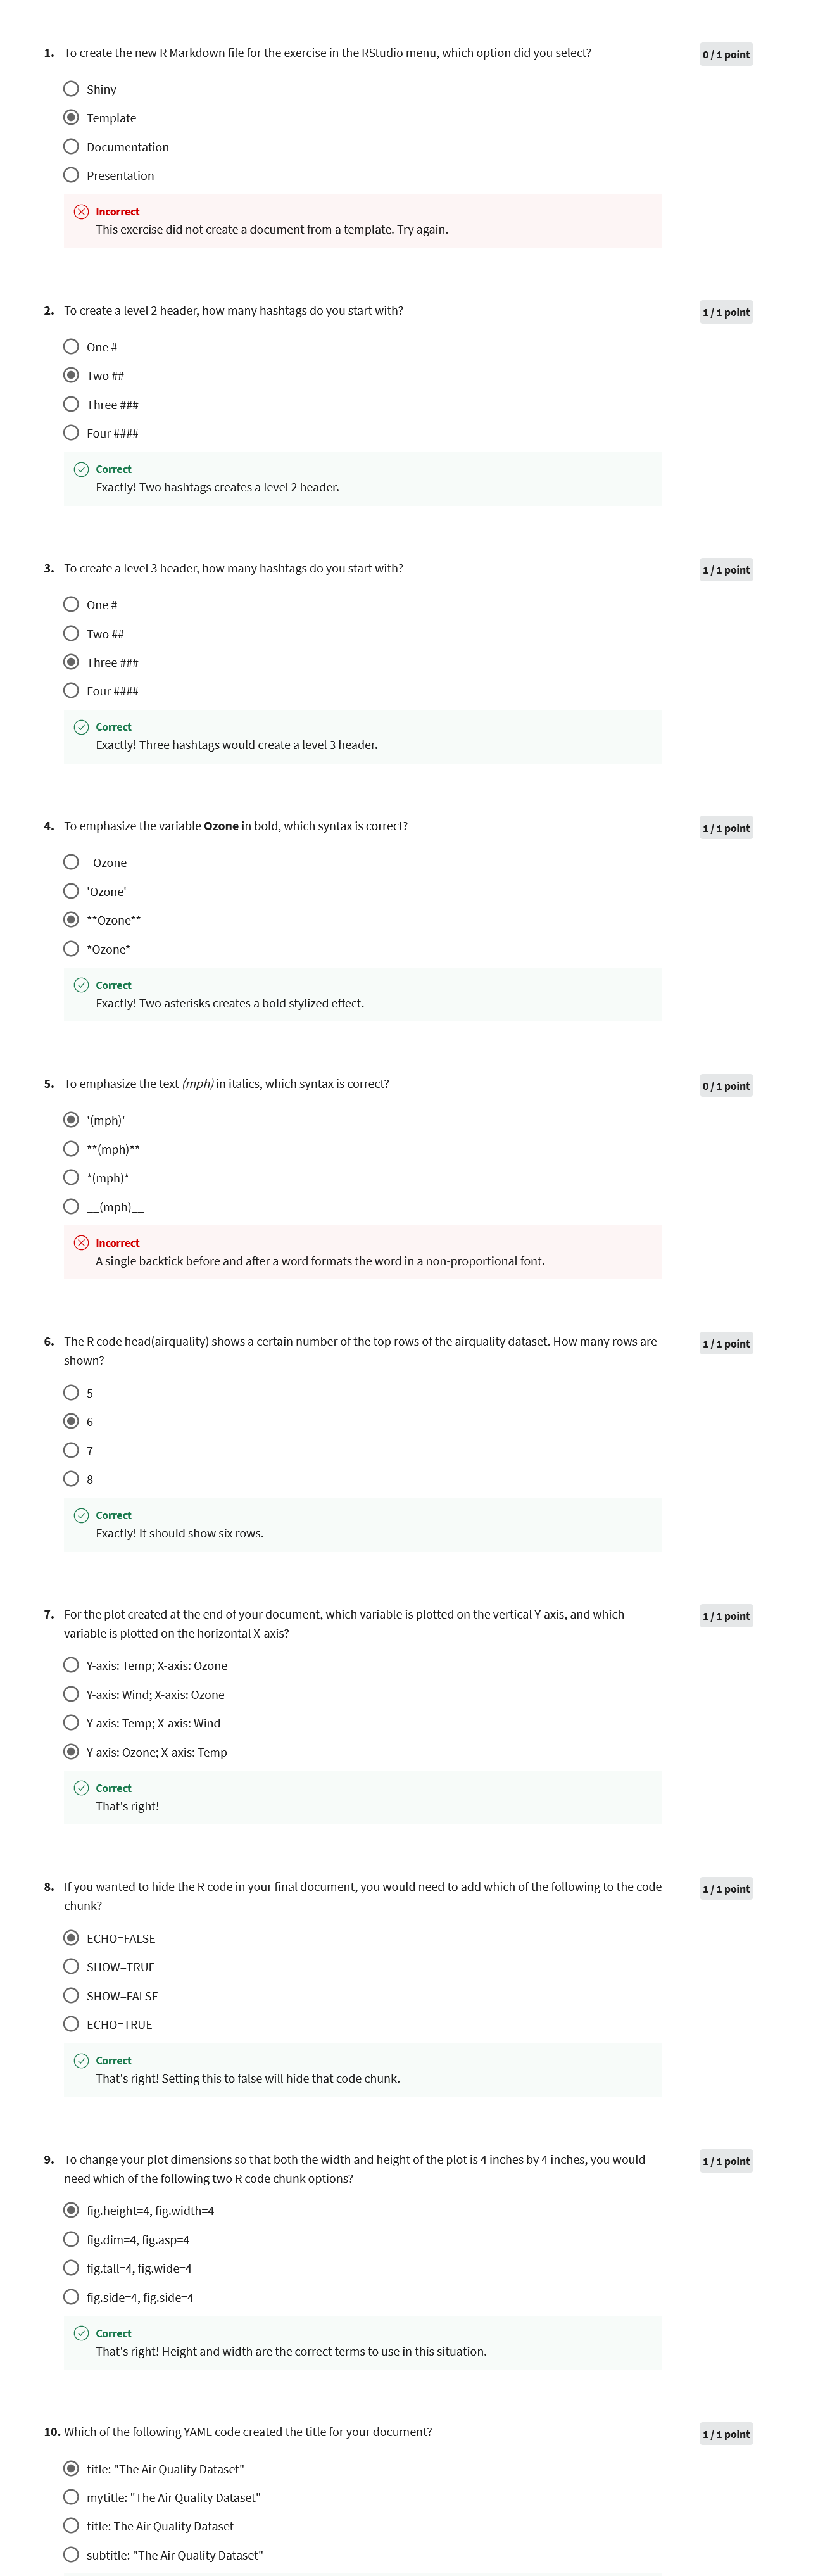 1. To create the new R Markdown file for the exercise in the RStudio menu, which option did you select?
0 / 1 point
Shiny
Template
Documentation
Presentation
Incorrect
This exercise did not create a document from a template. Try again.
2. To create a level 2 header, how many hashtags do you start with?
1 / 1 point
One #
Two ##
Three ###
Four ####
Correct
Exactly! Two hashtags creates a level 2 header.
3. To create a level 3 header, how many hashtags do you start with?
1 / 1 point
One #
Two ##
Three ###
Four ####
Correct
Exactly! Three hashtags would create a level 3 header.
4. To emphasize the variable Ozone in bold, which syntax is correct?
1 / 1 point
_Ozone_
'Ozone'
**Ozone**
*Ozone*
Correct
Exactly! Two asterisks creates a bold stylized effect.
5. To emphasize the text (mph) in italics, which syntax is correct?
0 / 1 point
'(mph)'
**(mph)**
*(mph)*
__(mph)__
Incorrect
A single backtick before and after a word formats the word in a non-proportional font.
6. The R code head(airquality) shows a certain number of the top rows of the airquality dataset. How many rows are
shown?
1 / 1 point
5
6
7
8
Correct
Exactly! It should show six rows.
7. For the plot created at the end of your document, which variable is plotted on the vertical Y-axis, and which
variable is plotted on the horizontal X-axis?
1 / 1 point
Y-axis: Temp; X-axis: Ozone
Y-axis: Wind; X-axis: Ozone
Y-axis: Temp; X-axis: Wind
Y-axis: Ozone; X-axis: Temp
Correct
That's right!
8. If you wanted to hide the R code in your final document, you would need to add which of the following to the code
chunk?
1 / 1 point
ECHO=FALSE
SHOW=TRUE
SHOW=FALSE
ECHO=TRUE
Correct
That's right! Setting this to false will hide that code chunk.
9. To change your plot dimensions so that both the width and height of the plot is 4 inches by 4 inches, you would
need which of the following two R code chunk options?
1 / 1 point
fig.height=4, fig.width=4
fig.dim=4, fig.asp=4
fig.tall=4, fig.wide=4
fig.side=4, fig.side=4
Correct
That's right! Height and width are the correct terms to use in this situation.
10. Which of the following YAML code created the title for your document?
1 / 1 point
title: "The Air Quality Dataset"
mytitle: "The Air Quality Dataset"
title: The Air Quality Dataset
subtitle: "The Air Quality Dataset"